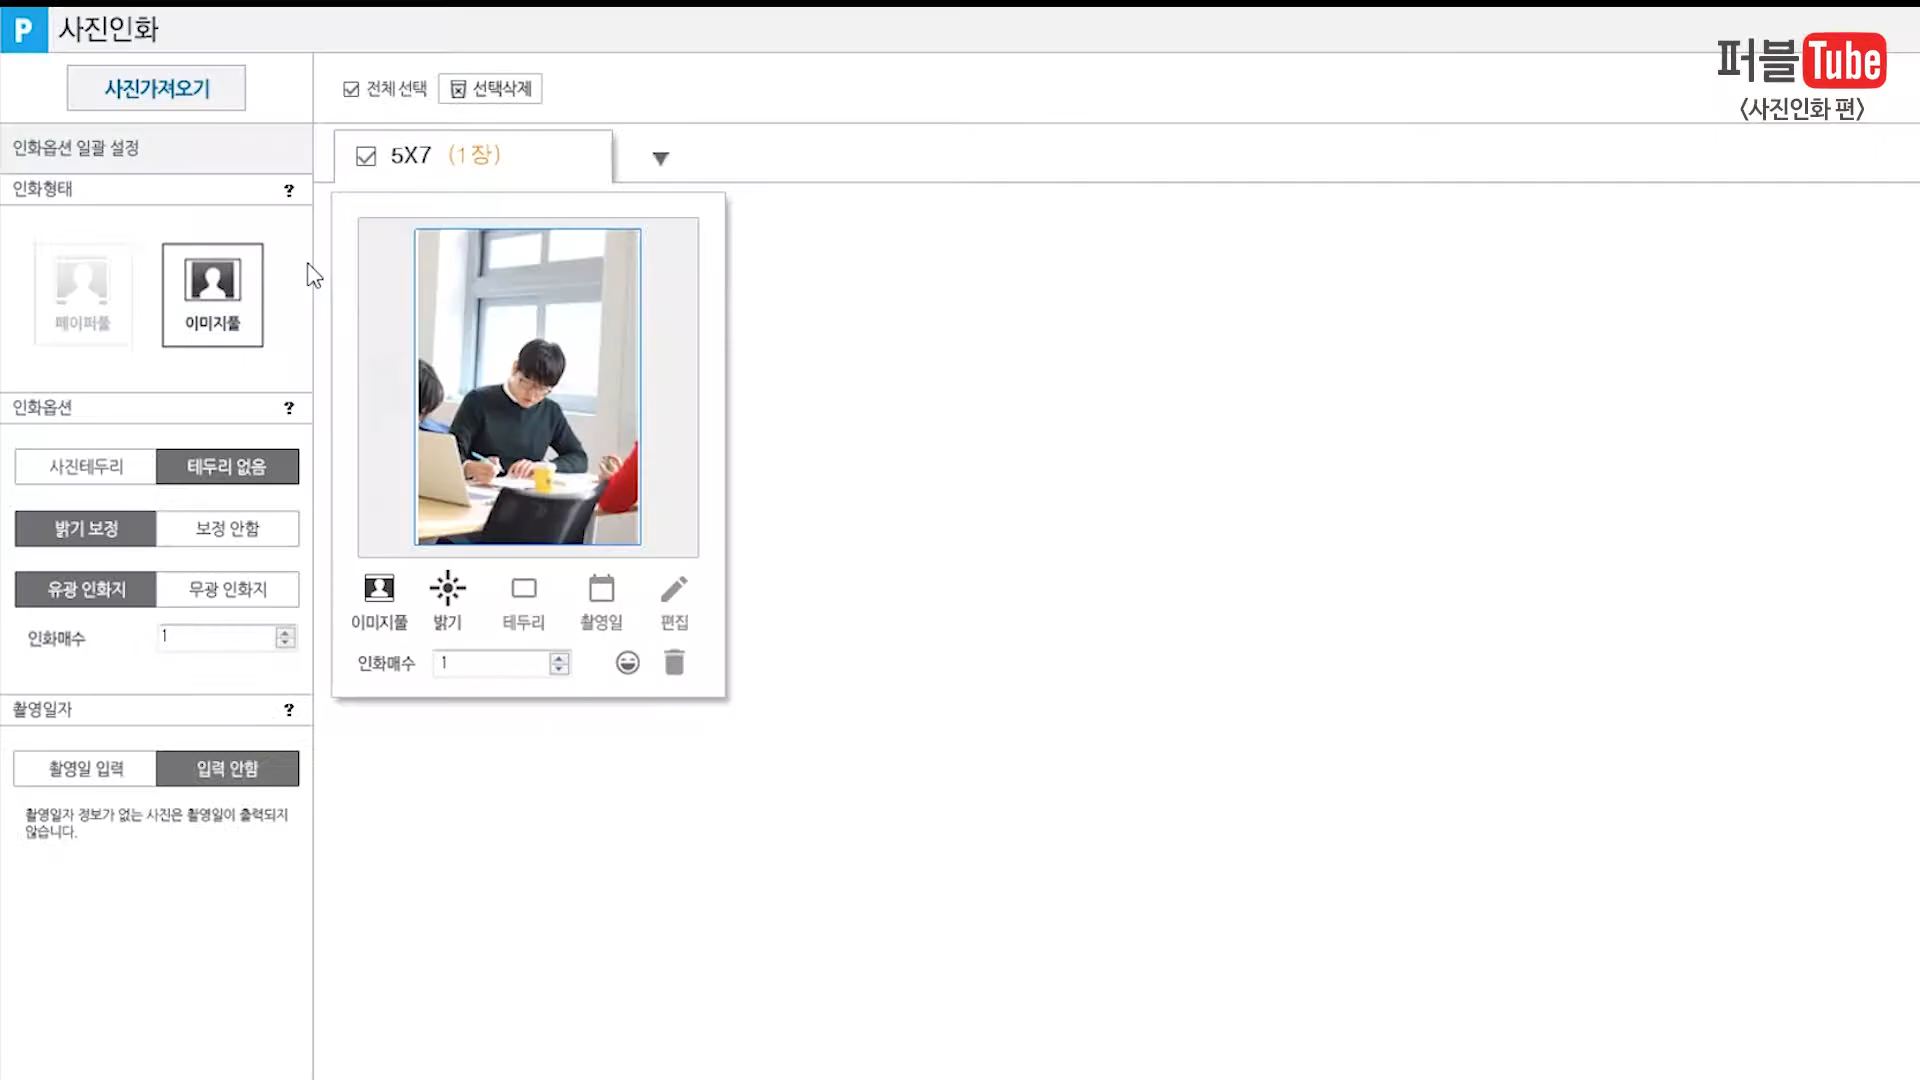 P 사진인화
퍼블Tube
<사진인화 편>
사진가져오기
전체 선택 선택삭제
인화옵션 일괄 설정
5X7 (1장)
인화형태 ?
페이퍼풀 이미지풀
인화옵션 ?
사진테두리 테두리 없음
밝기 보정 보정 안함
유광 인화지 무광 인화지
인화매수 1
촬영일자 ?
촬영일 입력 입력 안함
촬영일자 정보가 없는 사진은 촬영일이 출력되지
않습니다.
이미지풀 밝기 테두리 촬영일 편집
인화매수 1